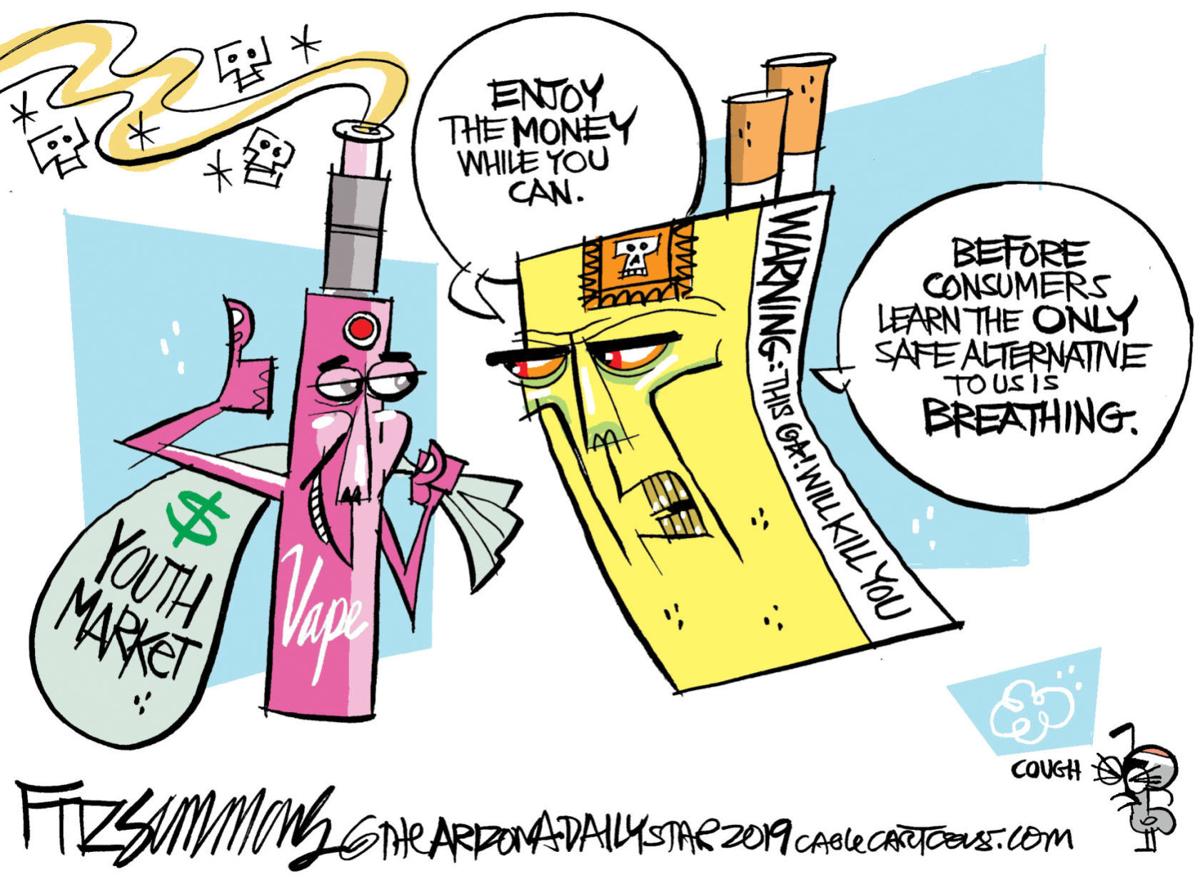 ENJOY
THE MONEY
WHILE YOU
CAN.
BEFORE
CONSUMERS
LEARN THE ONLY
SAFE ALTERNATIVE
TO US IS
BREATHING.
WARNING: THIS WILL KILL YOU
$
YOUTH
MARKET
Vape
COUGH
FITZSIMMONS © THE ARIZONA DAILY STAR 2019 CAGLECARTOONS.COM